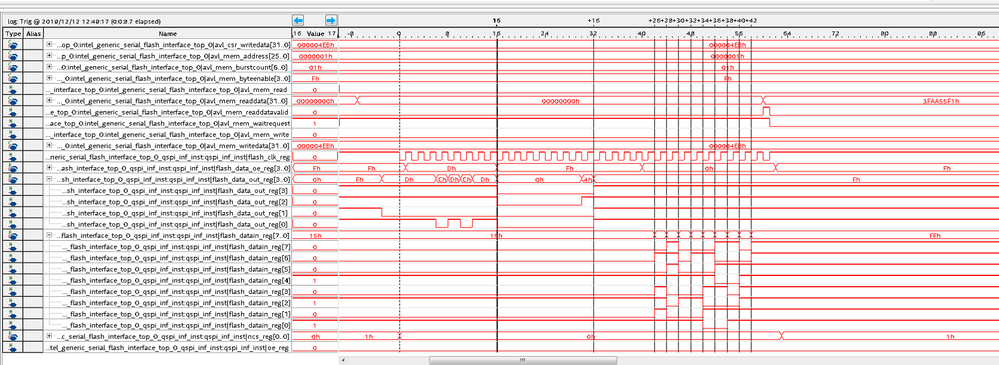 log: Trig @ 2019/12/12 12:49:17 (0:0:8.7 elapsed) 16 +16 +26+28+30+32+34+36+38+40+42
Type Alias Name 16 Value 17 -8 0 8 16 24 32 40 48 56 64 72 80 88 96
...op_0:intel_generic_serial_flash_interface_top_0|avl_csr_writedata[31..0] 000004EBh 000004EBh
...p_0:intel_generic_serial_flash_interface_top_0|avl_mem_address[25..0] 0000001h 0000001h
...0:intel_generic_serial_flash_interface_top_0|avl_mem_burstcount[6..0] 01h 01h
..._0:intel_generic_serial_flash_interface_top_0|avl_mem_byteenable[3..0] Fh Fh
..._interface_top_0:intel_generic_serial_flash_interface_top_0|avl_mem_read 0
..._0:intel_generic_serial_flash_interface_top_0|avl_mem_readdata[31..0] 00000000h 00000000h 3FAA55F1h
...e_top_0:intel_generic_serial_flash_interface_top_0|avl_mem_readdatavalid 0
...ace_top_0:intel_generic_serial_flash_interface_top_0|avl_mem_waitrequest 1
..._interface_top_0:intel_generic_serial_flash_interface_top_0|avl_mem_write 0
..._0:intel_generic_serial_flash_interface_top_0|avl_mem_writedata[31..0] 000004EBh 000004EBh
...neric_serial_flash_interface_top_0_qspi_inf_inst:qspi_inf_inst|flash_clk_reg 0
...ash_interface_top_0_qspi_inf_inst:qspi_inf_inst|flash_data_oe_reg[3..0] Fh Fh Dh Fh 0h Fh
...sh_interface_top_0_qspi_inf_inst:qspi_inf_inst|flash_data_out_reg[3..0] 0h Fh Dh Ch Dh Ch Dh 0h 4h Fh
...sh_interface_top_0_qspi_inf_inst:qspi_inf_inst|flash_data_out_reg[3] 0
...sh_interface_top_0_qspi_inf_inst:qspi_inf_inst|flash_data_out_reg[2] 0
...sh_interface_top_0_qspi_inf_inst:qspi_inf_inst|flash_data_out_reg[1] 0
...sh_interface_top_0_qspi_inf_inst:qspi_inf_inst|flash_data_out_reg[0] 0
...flash_interface_top_0_qspi_inf_inst:qspi_inf_inst|flash_datain_reg[7..0] 15h 15h FFh
..._flash_interface_top_0_qspi_inf_inst:qspi_inf_inst|flash_datain_reg[7] 0
..._flash_interface_top_0_qspi_inf_inst:qspi_inf_inst|flash_datain_reg[6] 0
..._flash_interface_top_0_qspi_inf_inst:qspi_inf_inst|flash_datain_reg[5] 0
..._flash_interface_top_0_qspi_inf_inst:qspi_inf_inst|flash_datain_reg[4] 1
..._flash_interface_top_0_qspi_inf_inst:qspi_inf_inst|flash_datain_reg[3] 0
..._flash_interface_top_0_qspi_inf_inst:qspi_inf_inst|flash_datain_reg[2] 1
..._flash_interface_top_0_qspi_inf_inst:qspi_inf_inst|flash_datain_reg[1] 0
..._flash_interface_top_0_qspi_inf_inst:qspi_inf_inst|flash_datain_reg[0] 1
...c_serial_flash_interface_top_0_qspi_inf_inst:qspi_inf_inst|ncs_reg[0..0] 0h 1h 0h 1h
...tel_generic_serial_flash_interface_top_0_qspi_inf_inst:qspi_inf_inst|oe_reg 0